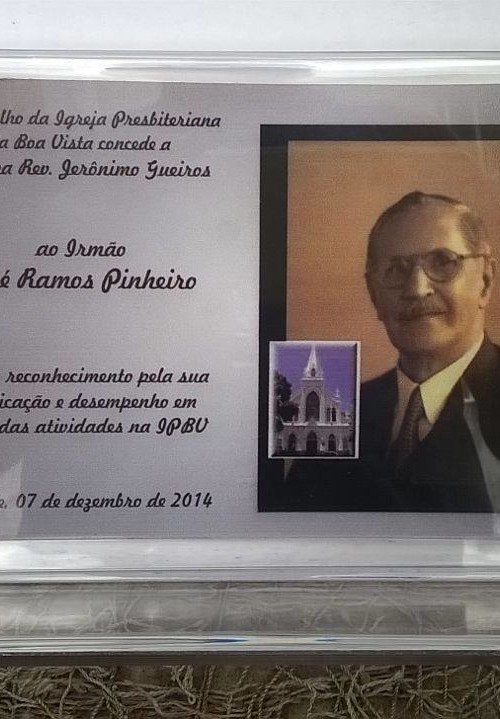 lho da Igreja Presbiteriana
a Boa Vista concede a
a Rev. Jerônimo Gueiros
ao Irmão
é Ramos Pinheiro
reconhecimento pela sua
icação e desempenho em
das atividades na IPBV
e, 07 de dezembro de 2014